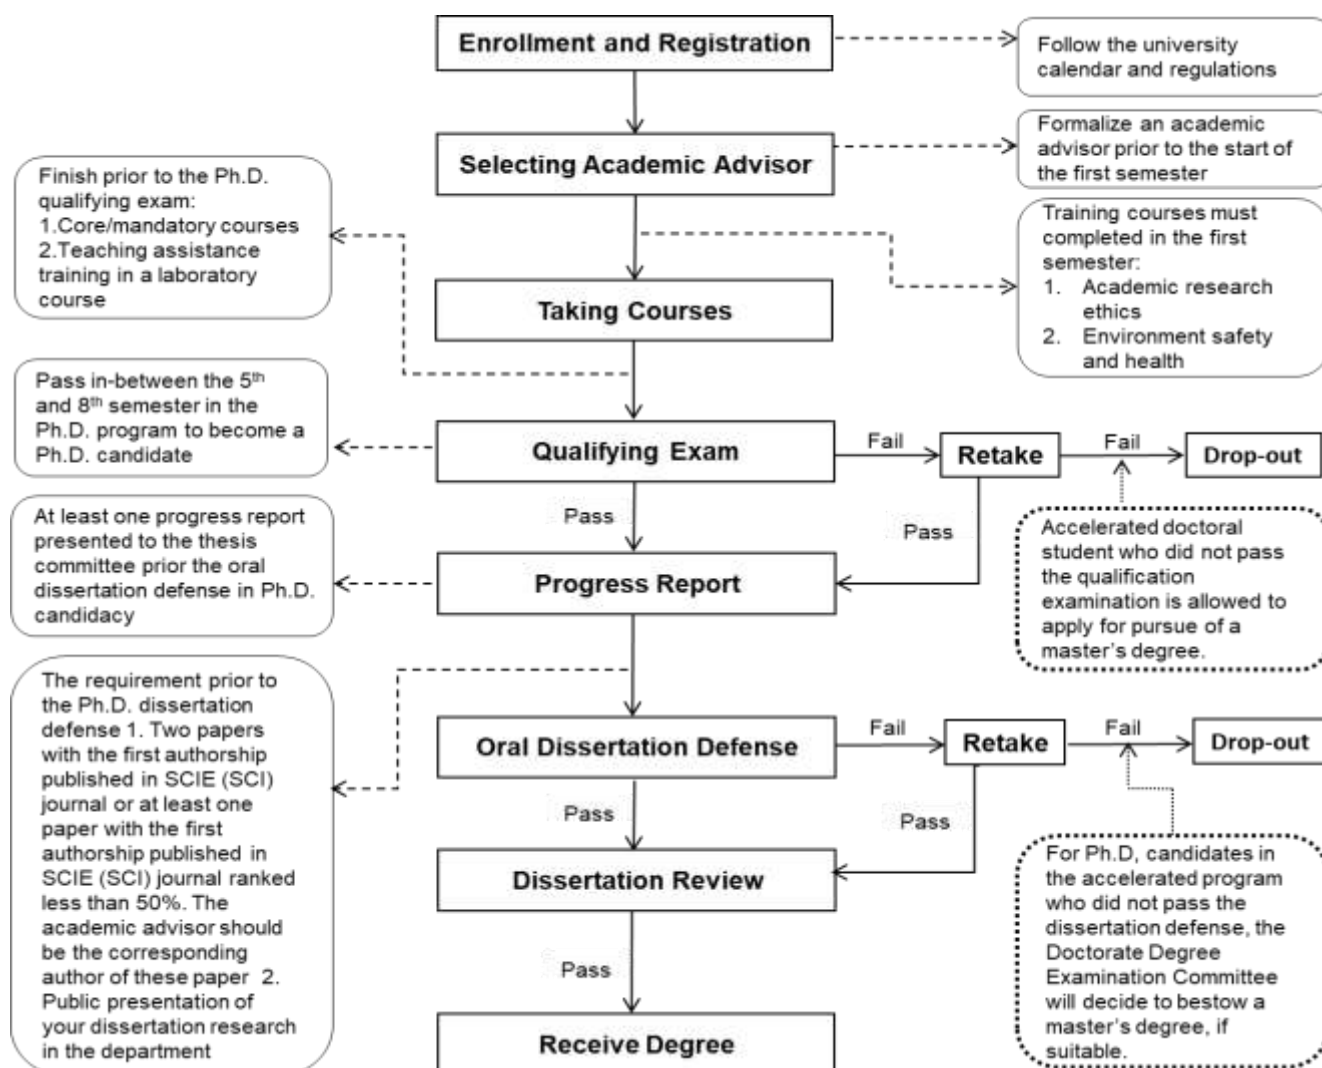 Enrollment and Registration
Follow the university
calendar and regulations
Selecting Academic Advisor
Formalize an academic
advisor prior to the start of
the first semester
Finish prior to the Ph.D.
qualifying exam:
1.Core/mandatory courses
2.Teaching assistance
training in a laboratory
course
Training courses must
completed in the first
semester:
1. Academic research
ethics
2. Environment safety
and health
Taking Courses
Pass in-between the 5th
and 8th semester in the
Ph.D. program to become a
Ph.D. candidate
Qualifying Exam
Fail
Retake
Fail
Drop-out
Pass
Pass
At least one progress report
presented to the thesis
committee prior the oral
dissertation defense in Ph.D.
candidacy
Progress Report
Accelerated doctoral
student who did not pass
the qualification
examination is allowed to
apply for pursue of a
master's degree.
The requirement prior to
the Ph.D. dissertation
defense 1. Two papers
with the first authorship
published in SCIE (SCI)
journal or at least one
paper with the first
authorship published in
SCIE (SCI) journal ranked
less than 50%. The
academic advisor should
be the corresponding
author of these paper 2.
Public presentation of
your dissertation research
in the department
Oral Dissertation Defense
Fail
Retake
Fail
Drop-out
Pass
Pass
Dissertation Review
For Ph.D, candidates in
the accelerated program
who did not pass the
dissertation defense, the
Doctorate Degree
Examination Committee
will decide to bestow a
master's degree, if
suitable.
Pass
Receive Degree